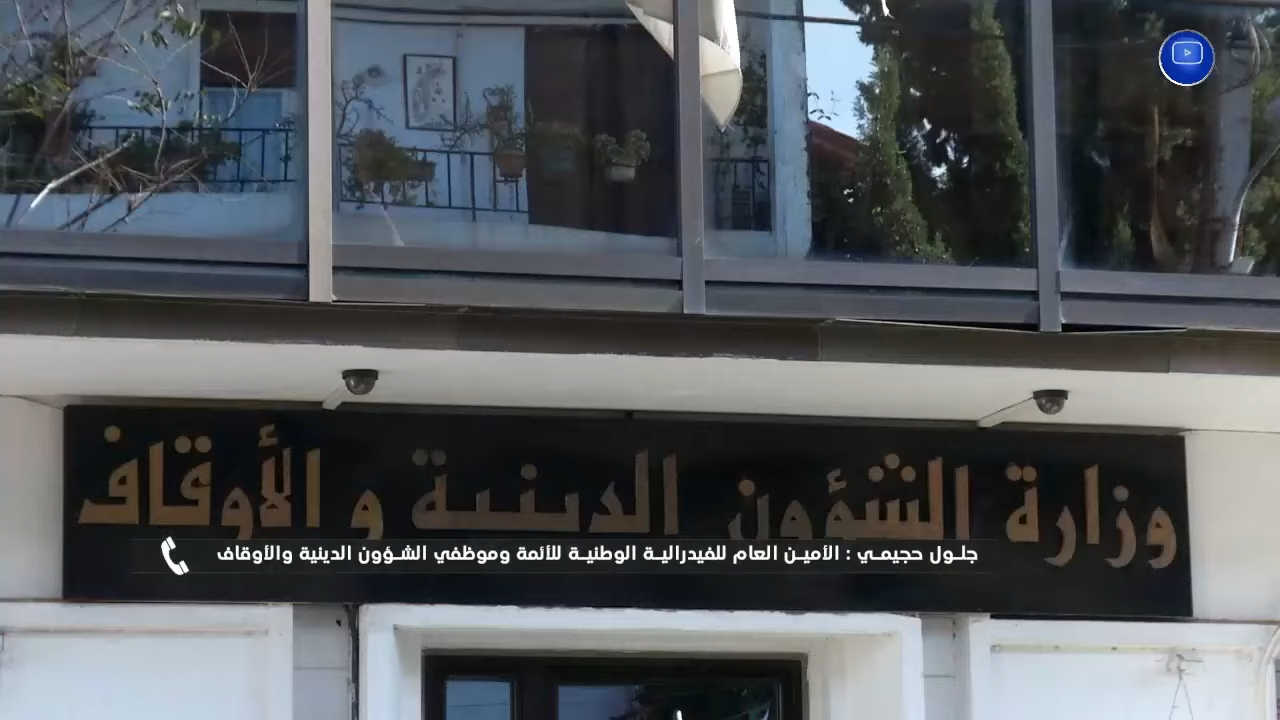 وزارة الشؤون الدينية و الأوقاف
جلول حجيمي : الأمين العام للفيدرالية الوطنية للأئمة وموظفي الشؤون الدينية والأوقاف